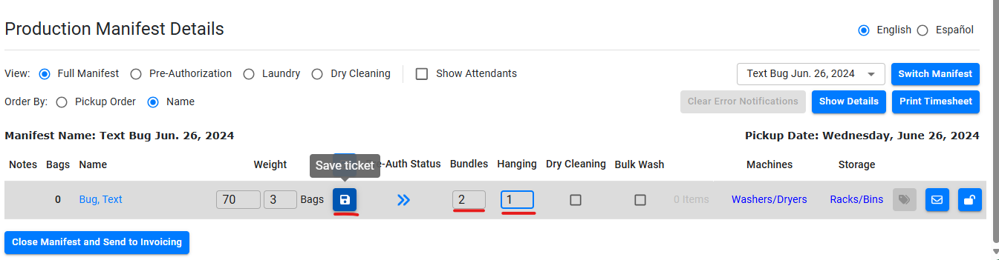 Production Manifest Details
English Español
View: Full Manifest Pre-Authorization Laundry Dry Cleaning Show Attendants Text Bug Jun. 26, 2024 Switch Manifest
Order By: Pickup Order Name Clear Error Notifications Show Details Print Timesheet
Manifest Name: Text Bug Jun. 26, 2024 Pickup Date: Wednesday, June 26, 2024
Save ticket
Notes Bags Name Weight e-Auth Status Bundles Hanging Dry Cleaning Bulk Wash Machines Storage
0 Bug, Text 70 3 Bags 2 1 0 Items Washers/Dryers Racks/Bins
Close Manifest and Send to Invoicing